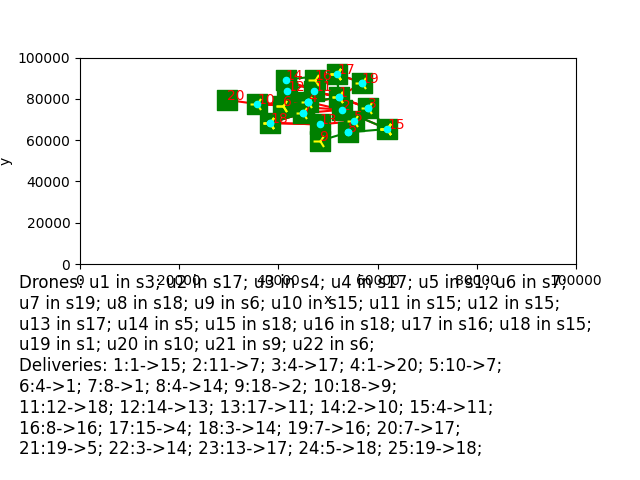 100000
80000
60000
40000
20000
0
y
0 20000 40000 60000 80000 100000
x
20
17
19
15
Drones: u1 in s3; u2 in s17; u3 in s4; u4 in s17; u5 in s1; u6 in s7;
u7 in s19; u8 in s18; u9 in s6; u10 in s15; u11 in s15; u12 in s15;
u13 in s17; u14 in s5; u15 in s18; u16 in s18; u17 in s16; u18 in s15;
u19 in s1; u20 in s10; u21 in s9; u22 in s6;
Deliveries: 1:1->15; 2:11->7; 3:4->17; 4:1->20; 5:10->7;
6:4->1; 7:8->1; 8:4->14; 9:18->2; 10:18->9;
11:12->18; 12:14->13; 13:17->11; 14:2->10; 15:4->11;
16:8->16; 17:15->4; 18:3->14; 19:7->16; 20:7->17;
21:19->5; 22:3->14; 23:13->17; 24:5->18; 25:19->18;